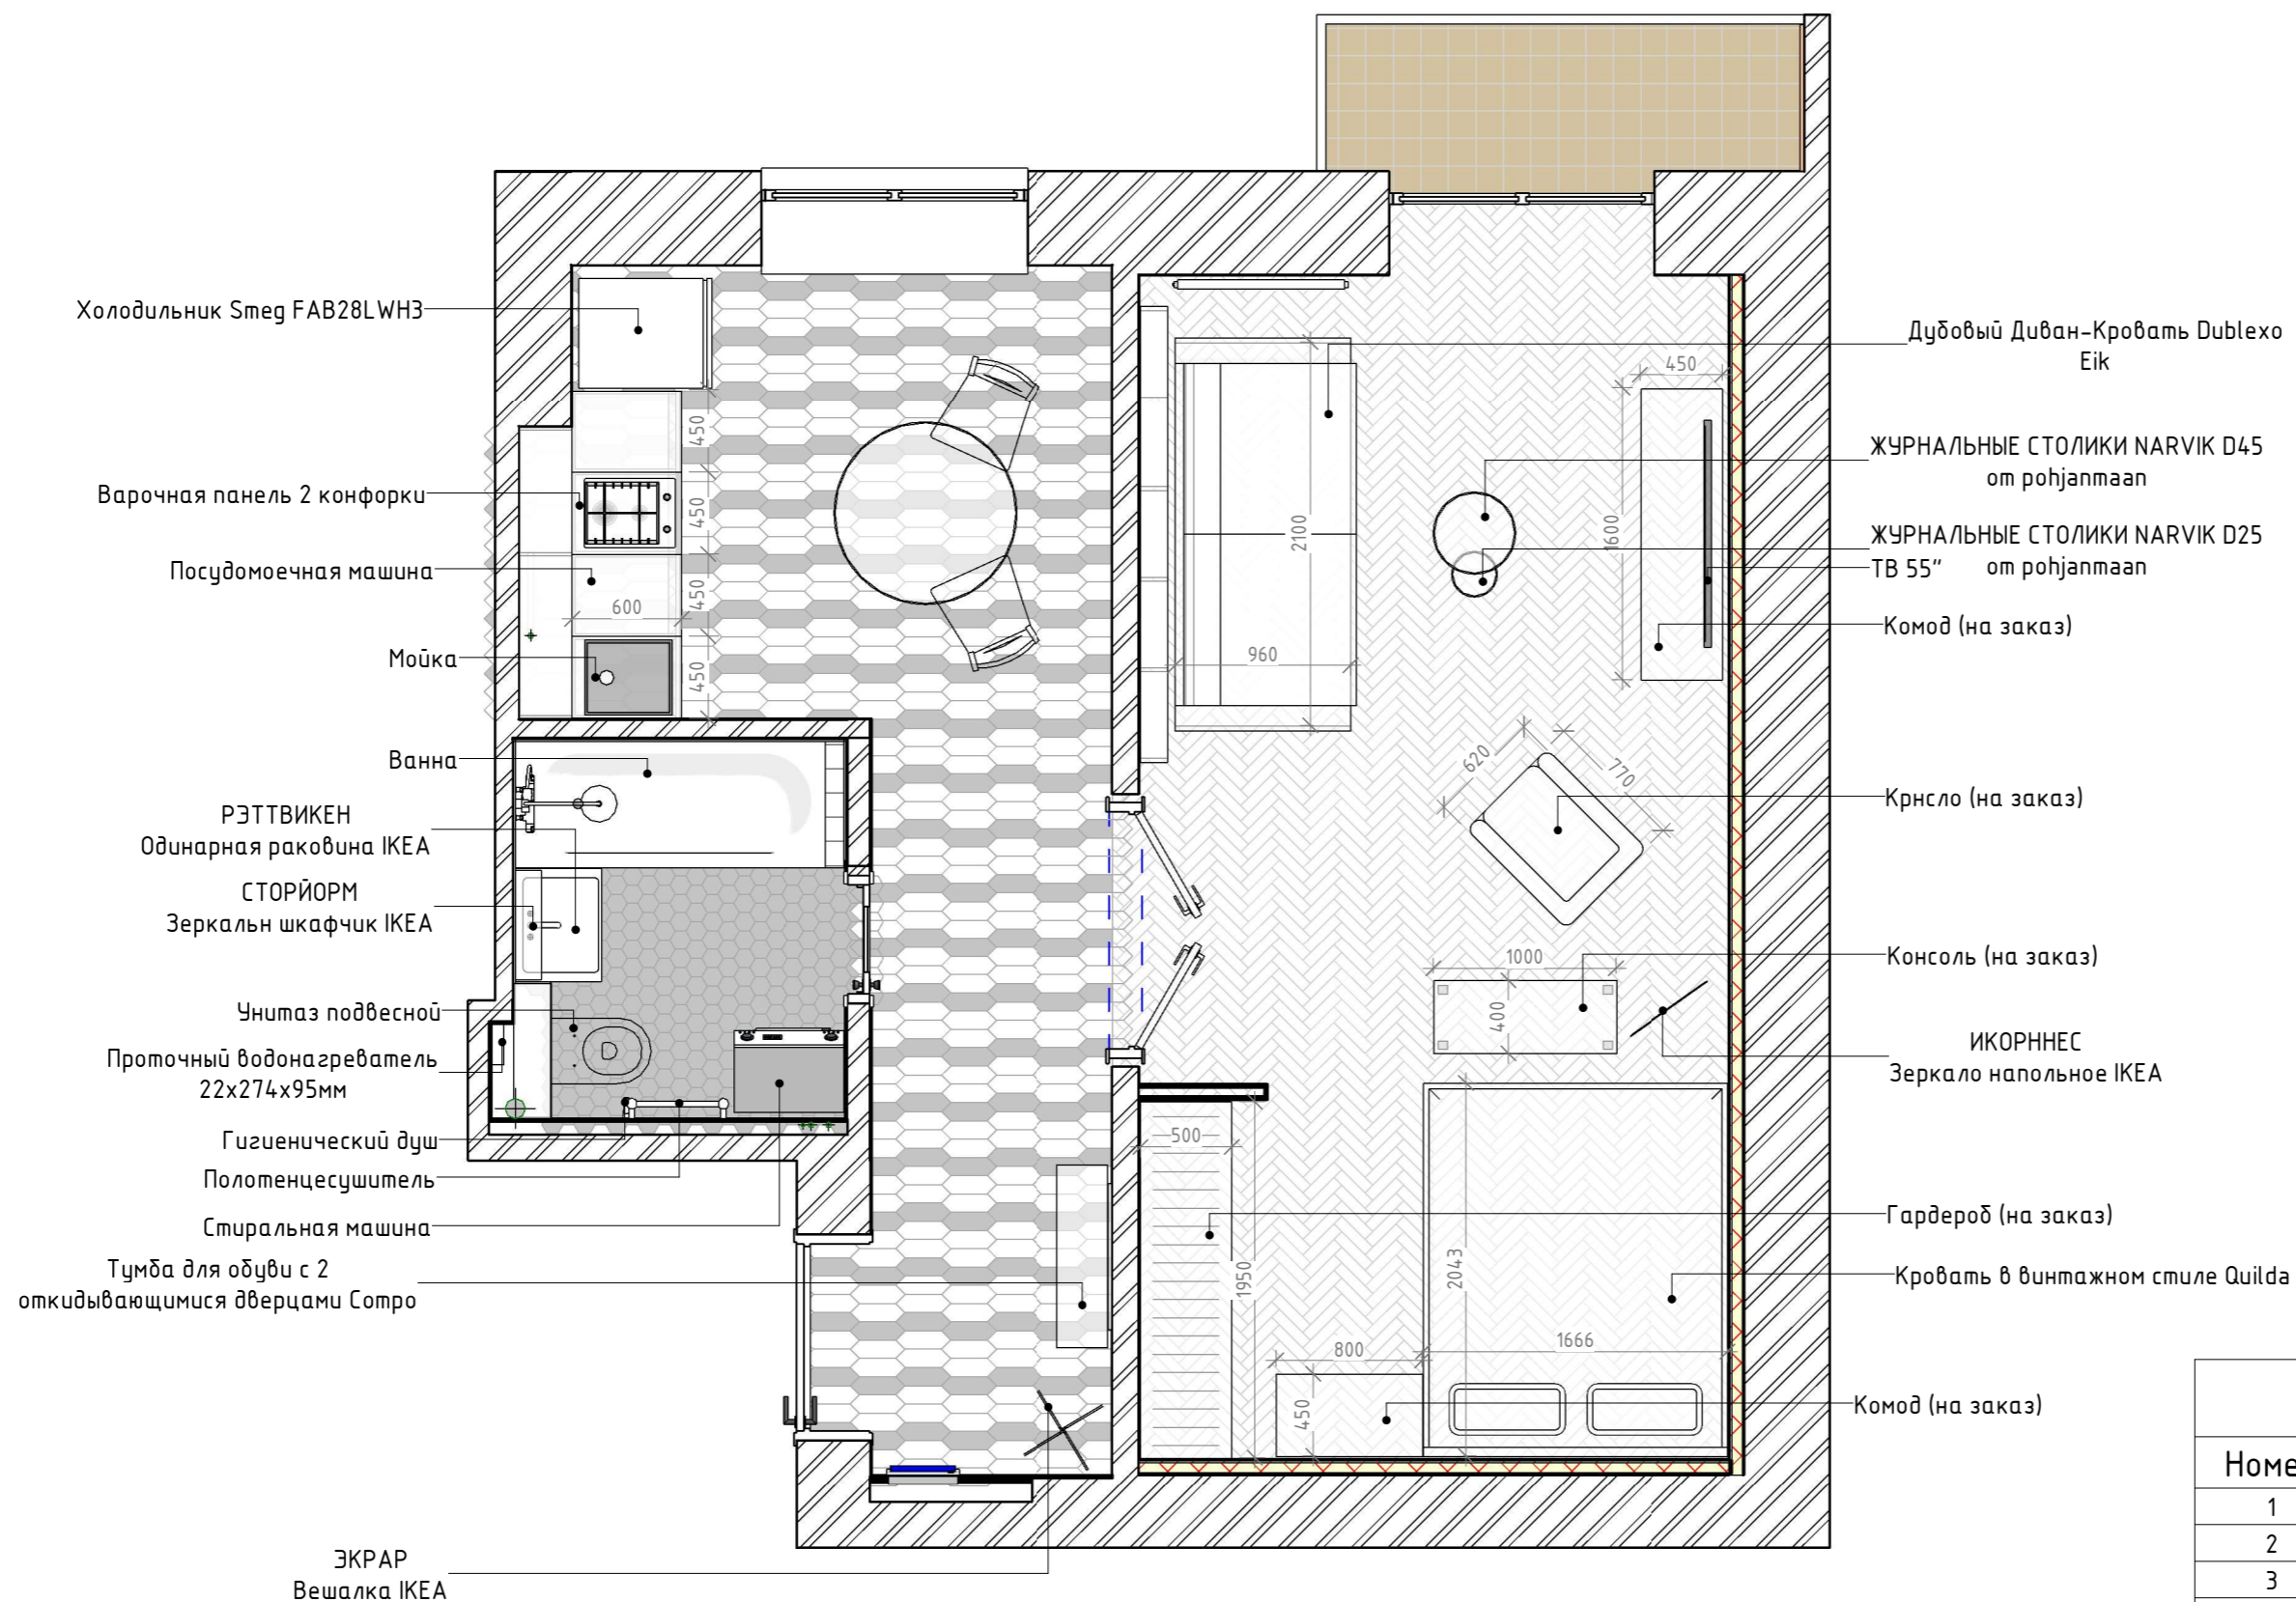 Холодильник Smeg FAB28LWH3
Варочная панель 2 конфорки
Посудомоечная машина
Мойка
Ванна
РЭТТВИКЕН
Одинарная раковина IKEA
СТОРЙОРМ
Зеркальн шкафчик IKEA
Унитаз подвесной
Проточный водонагреватель
22х274х95мм
Гигиенический душ
Полотенцесушитель
Стиральная машина
Тумба для обуви с 2
откидывающимися дверцами Compo
ЭКРАР
Вешалка IKEA
450
450
450
450
600
2100
960
450
1600
620
770
1000
400
500
1950
2043
1666
800
450
Дубовый Диван-Кровать Dublexo
Eik
ЖУРНАЛЬНЫЕ СТОЛИКИ NARVIK D45
от pohjanmaan
ЖУРНАЛЬНЫЕ СТОЛИКИ NARVIK D25
ТВ 55" от pohjanmaan
Комод (на заказ)
Крнсло (на заказ)
Консоль (на заказ)
ИКОРННЕС
Зеркало напольное IKEA
Гардероб (на заказ)
Кровать в винтажном стиле Quilda
Комод (на заказ)
Номе
1
2
3